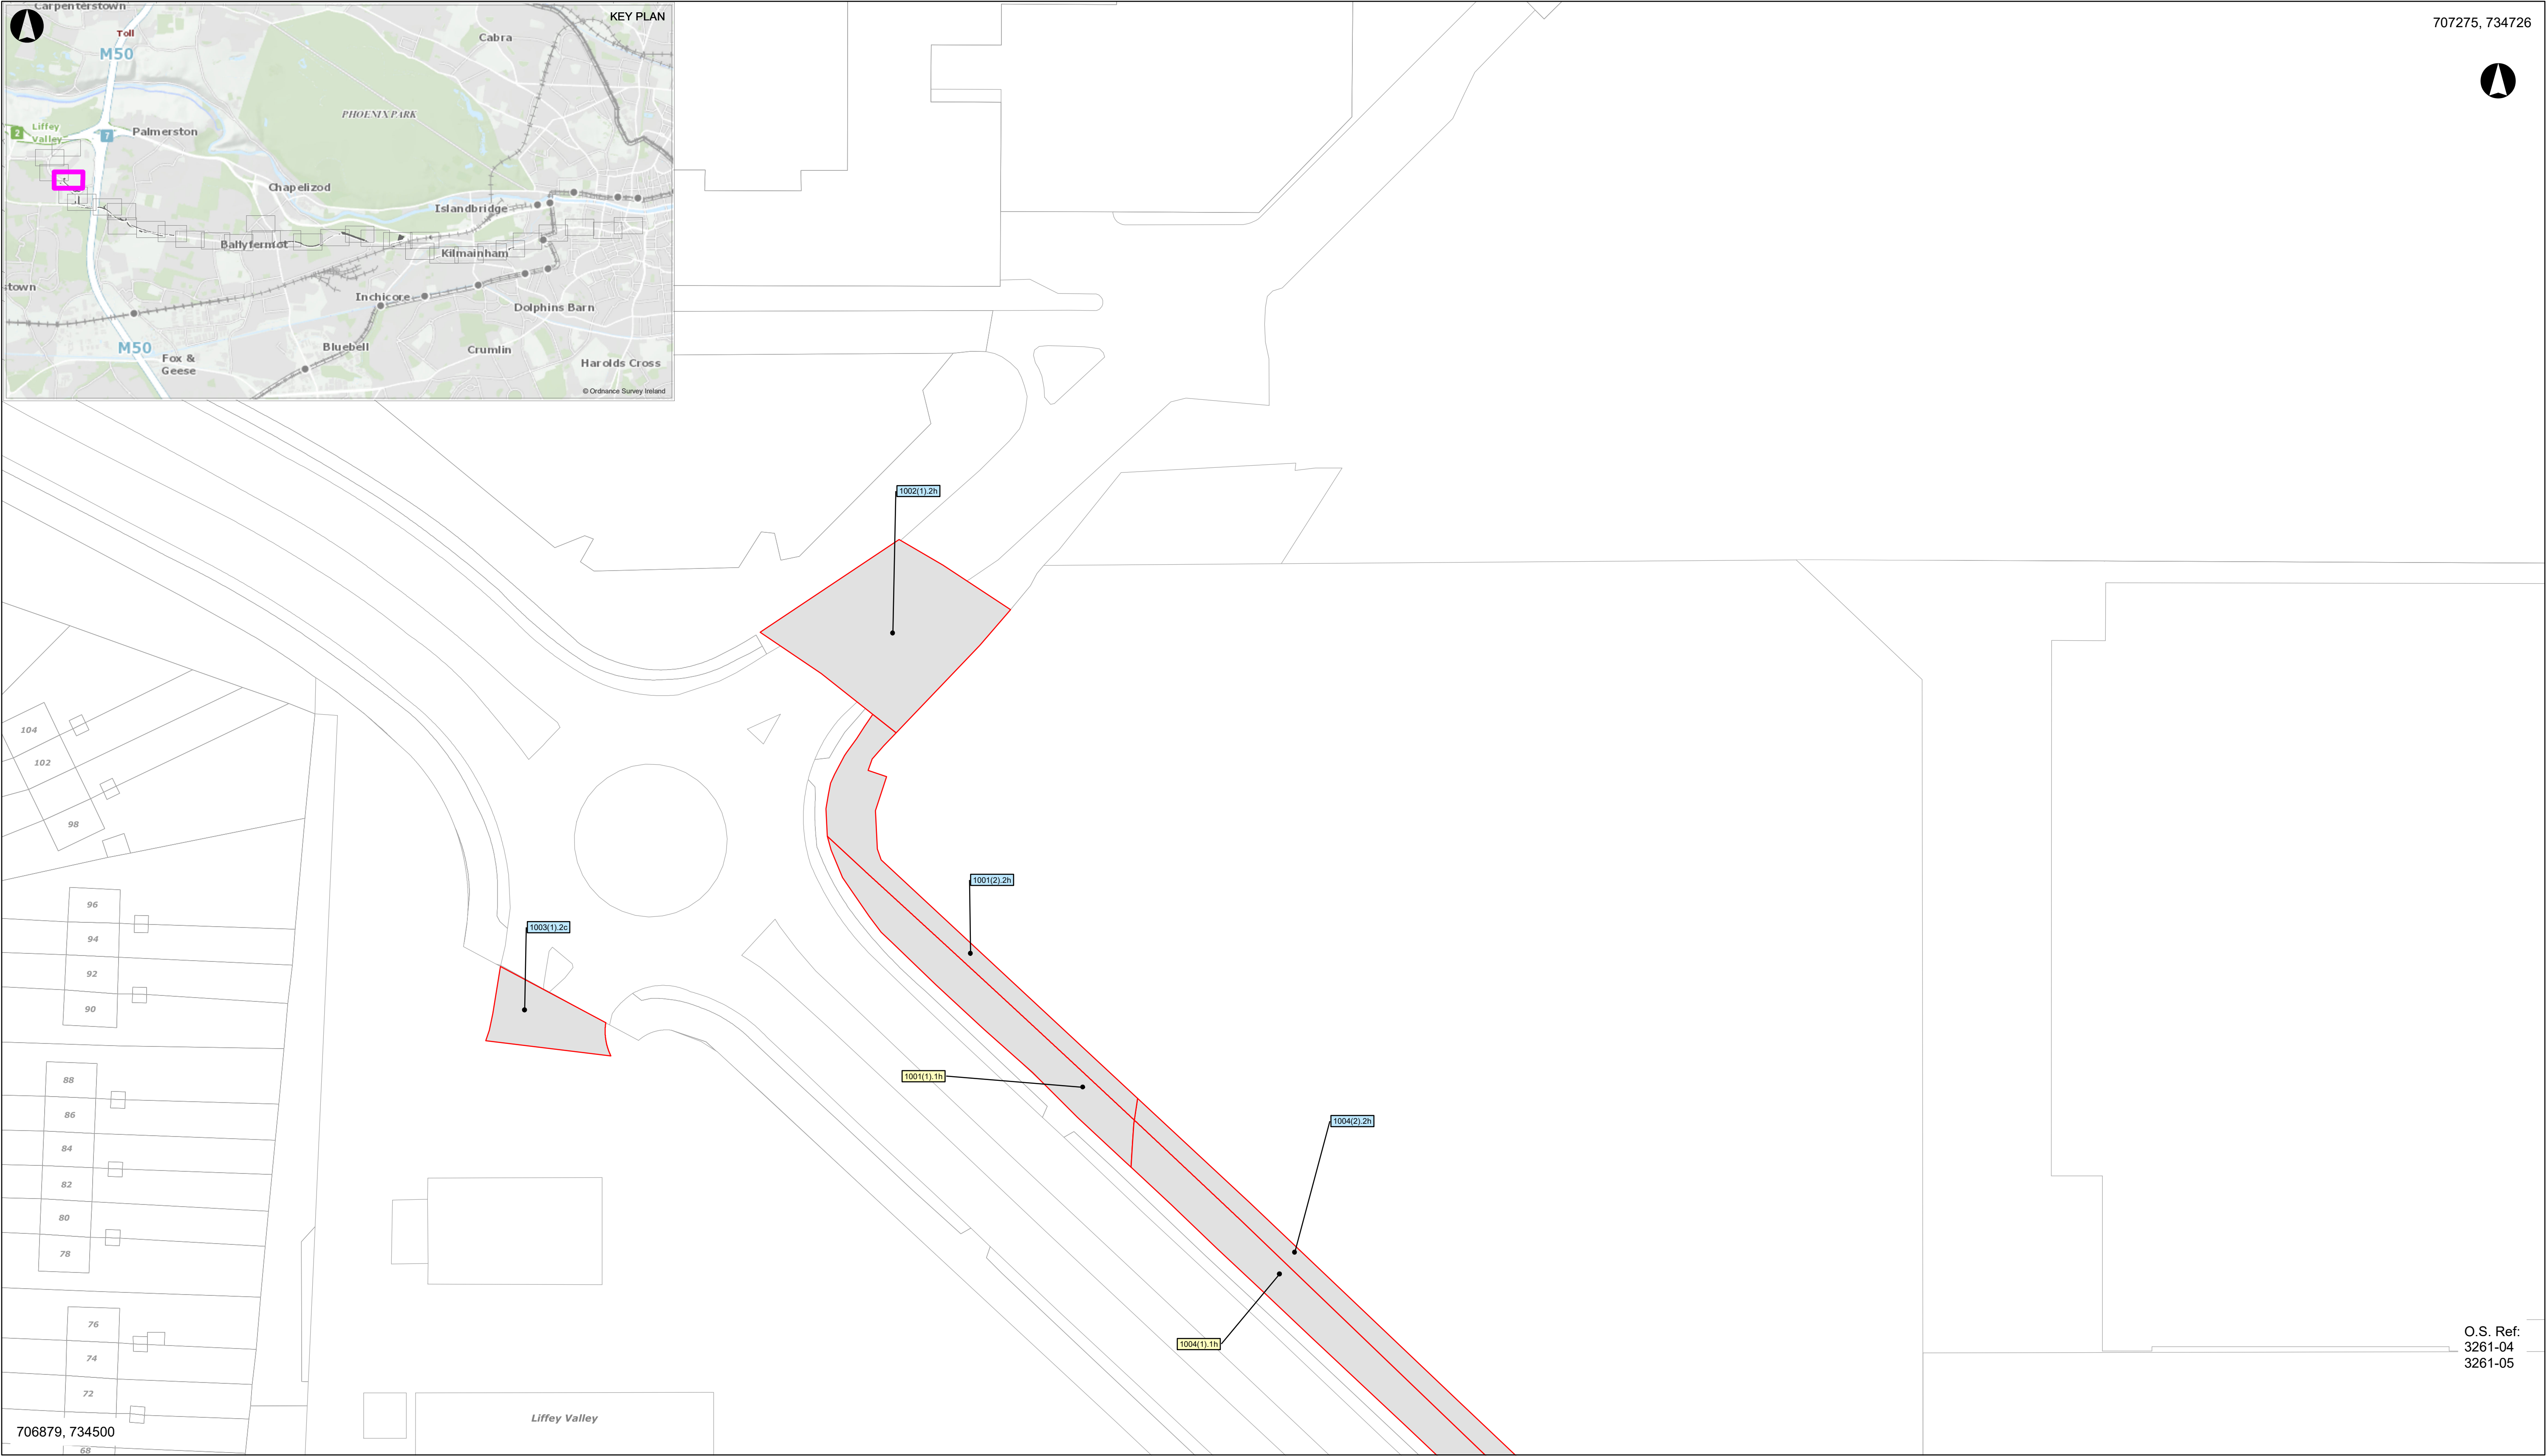 KEY PLAN
Carpenterstown
Toll
M50
Cabra
PHOENIX PARK
2
Liffey
Valley
7
Palmerston
Chapelizod
Islandbridge
Ballyfermot
Kilmainham
town
Inchicore
Dolphins Barn
M50
Fox &
Geese
Bluebell
Crumlin
Harolds Cross
© Ordnance Survey Ireland
707275, 734726
1002(1).2h
104
102
98
1001(2).2h
96
1003(1).2c
94
92
90
88
1001(1).1h
86
1004(2).2h
84
82
80
78
76
1004(1).1h
74
72
Liffey Valley
O.S. Ref:
3261-04
3261-05
706879, 734500
68